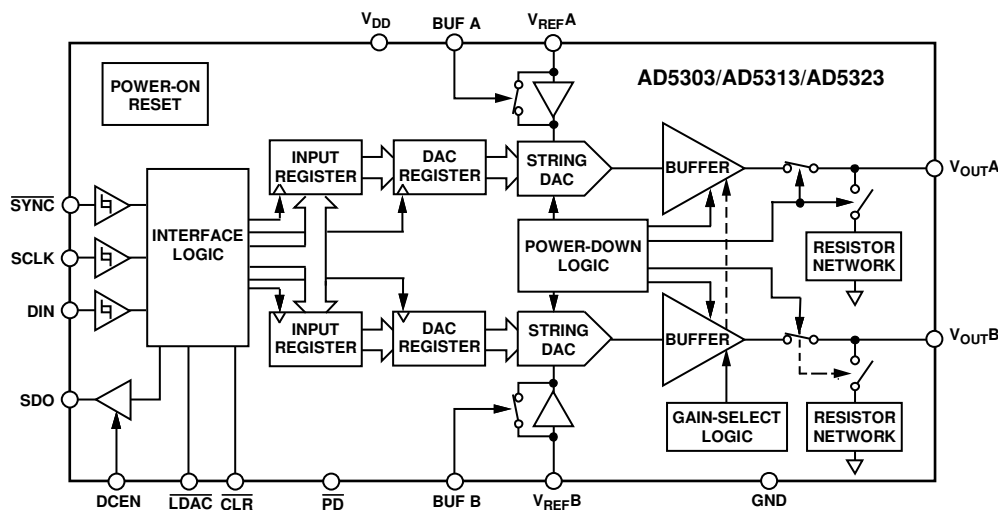 VDD
BUF A
VREFA
POWER-ON
RESET
AD5303/AD5313/AD5323
INPUT
REGISTER
DAC
REGISTER
STRING
DAC
BUFFER
VOUTA
SYNC
SCLK
DIN
INTERFACE
LOGIC
POWER-DOWN
LOGIC
RESISTOR
NETWORK
INPUT
REGISTER
DAC
REGISTER
STRING
DAC
BUFFER
VOUTB
SDO
GAIN-SELECT
LOGIC
RESISTOR
NETWORK
DCEN
LDAC
CLR
PD
BUF B
VREFB
GND